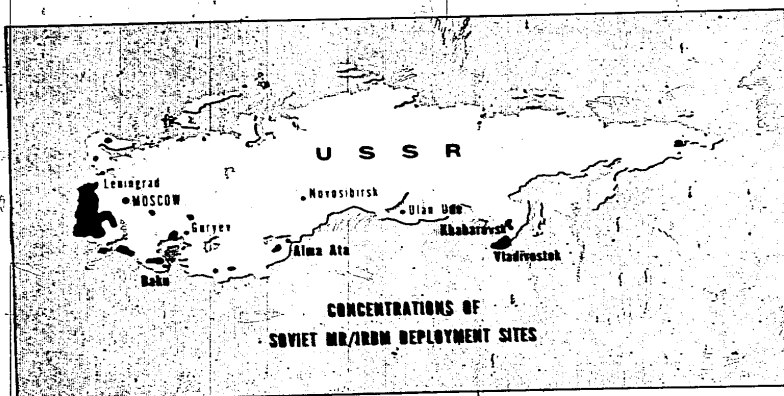 U S S R
Leningrad
MOSCOW
Novosibirsk
Ulan Ude
Guryev
Khabarovsk
Alma Ata
Vladivostok
Baku
CONCENTRATIONS OF
SOVIET MR/IRBM DEPLOYMENT SITES